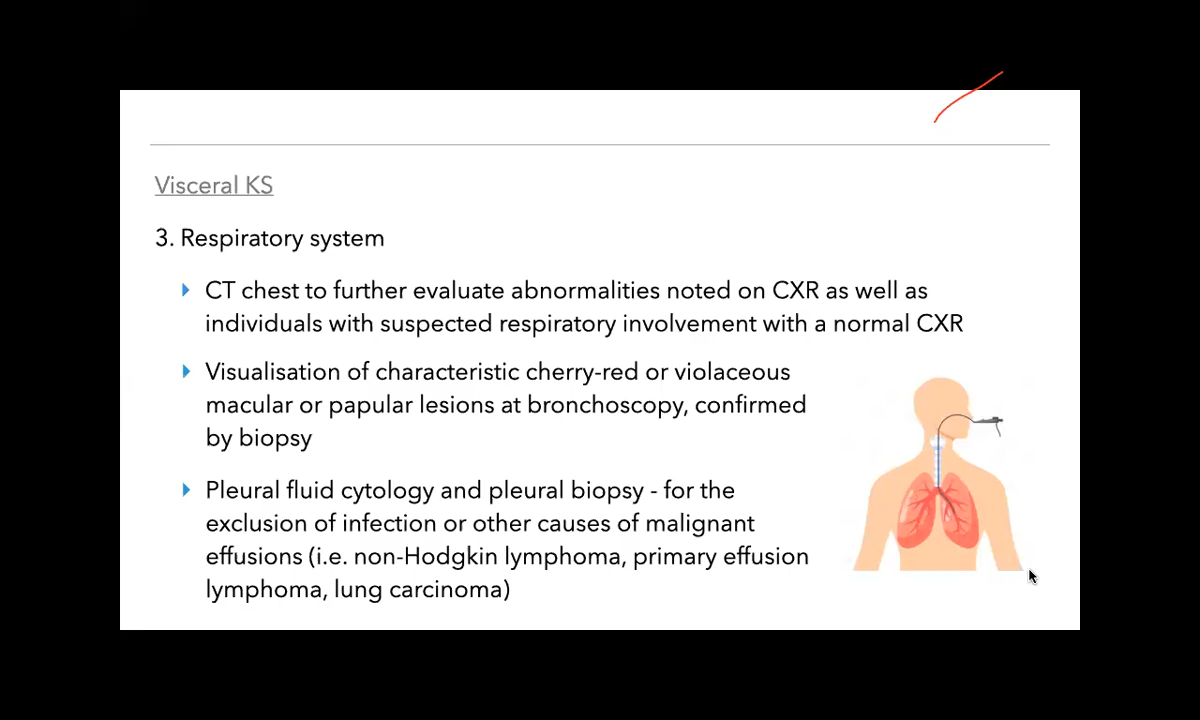 Visceral KS
3. Respiratory system
CT chest to further evaluate abnormalities noted on CXR as well as
individuals with suspected respiratory involvement with a normal CXR
Visualisation of characteristic cherry-red or violaceous
macular or papular lesions at bronchoscopy, confirmed
by biopsy
Pleural fluid cytology and pleural biopsy - for the
exclusion of infection or other causes of malignant
effusions (i.e. non-Hodgkin lymphoma, primary effusion
lymphoma, lung carcinoma)